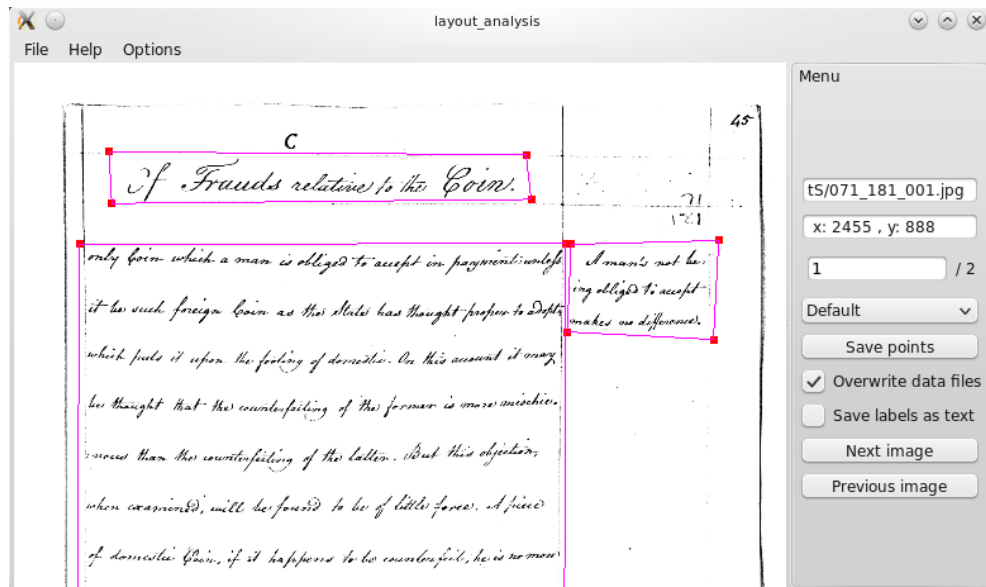 layout_analysis
File Help Options
Menu
45
C
Of Frauds relative to the Coin.
tS/071_181_001.jpg
x: 2455 , y: 888
1 / 2
Default
Save points
Overwrite data files
Save labels as text
Next image
Previous image
only Coin which a man is obliged to accept in payment: unless
it be such foreign Coin as the State has thought proper to adopt:
which puts it upon the footing of domestic. On this account it may
be thought that the counterfeiting of the former is more mischie-
-vous than the counterfeiting of the latter. But this objection,
when examined, will be found to be of little force. A piece
of domestic Coin, if it happens to be counterfeit, he is no more
A man's not be-
ing obliged to accept
makes no difference.